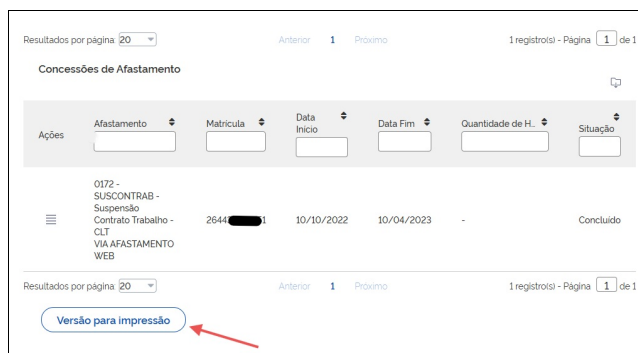 Resultados por página: 20 Anterior 1 Próximo 1 registro(s) - Página 1 de 1
Concessões de Afastamento
Ações Afastamento Matrícula Data Início Data Fim Quantidade de H... Situação
0172 -
SUSCONTRAB -
Suspensão
Contrato Trabalho -
CLT
VIA AFASTAMENTO
WEB
2644 1 10/10/2022 10/04/2023 - Concluído
Resultados por página: 20 Anterior 1 Próximo 1 registro(s) - Página 1 de 1
Versão para impressão